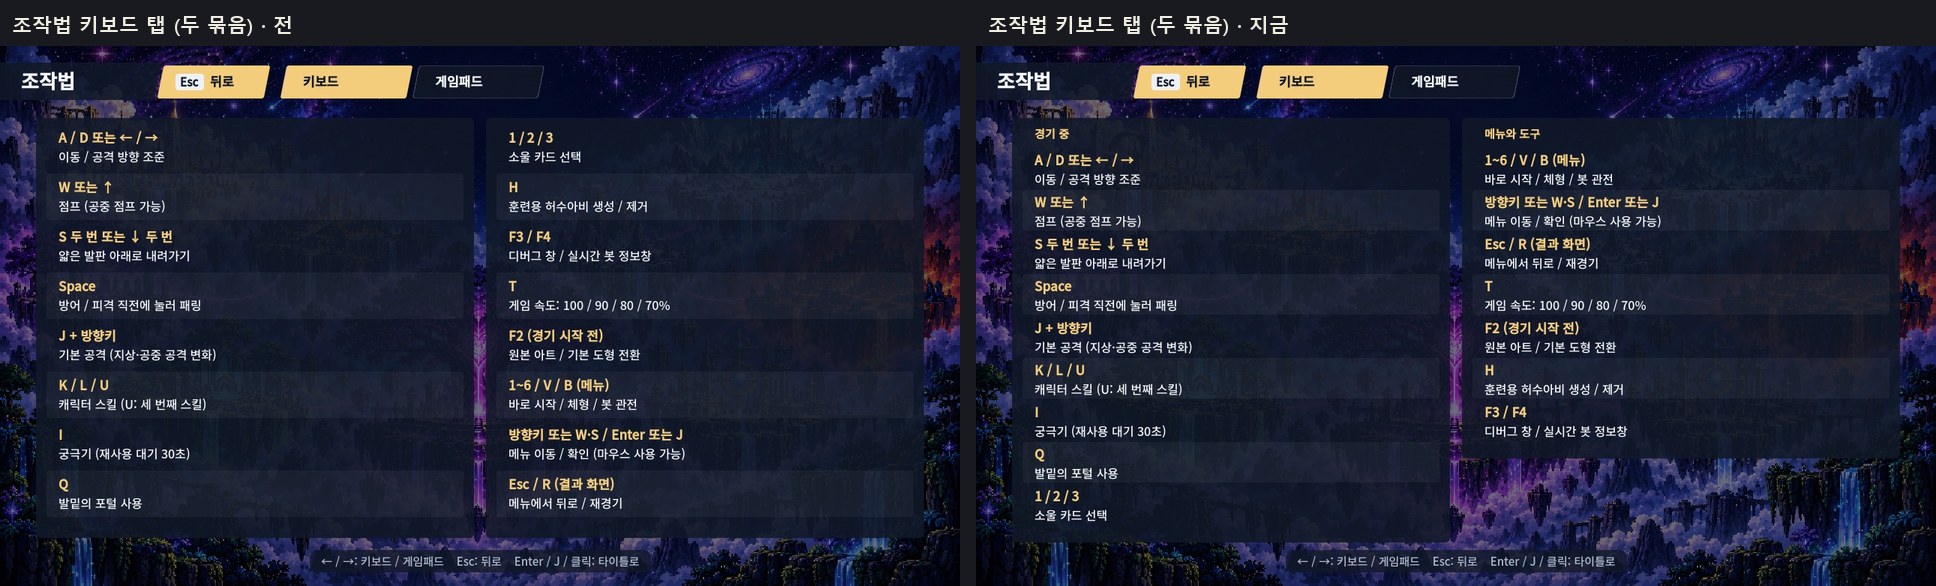 조작법 키보드 탭 (두 묶음) · 전
조작법
Esc 뒤로
키보드
게임패드
A / D 또는 ← / →
이동 / 공격 방향 조준
W 또는 ↑
점프 (공중 점프 가능)
S 두 번 또는 ↓ 두 번
얇은 발판 아래로 내려가기
Space
방어 / 피격 직전에 눌러 패링
J + 방향키
기본 공격 (지상·공중 공격 변화)
K / L / U
캐릭터 스킬 (U: 세 번째 스킬)
I
궁극기 (재사용 대기 30초)
Q
발밑의 포털 사용
1 / 2 / 3
소울 카드 선택
H
훈련용 허수아비 생성 / 제거
F3 / F4
디버그 창 / 실시간 봇 정보창
T
게임 속도: 100 / 90 / 80 / 70%
F2 (경기 시작 전)
원본 아트 / 기본 도형 전환
1~6 / V / B (메뉴)
바로 시작 / 체형 / 봇 관전
방향키 또는 W·S / Enter 또는 J
메뉴 이동 / 확인 (마우스 사용 가능)
Esc / R (결과 화면)
메뉴에서 뒤로 / 재경기
← / →: 키보드 / 게임패드 Esc: 뒤로 Enter / J / 클릭: 타이틀로
조작법 키보드 탭 (두 묶음) · 지금
조작법
Esc 뒤로
키보드
게임패드
경기 중
A / D 또는 ← / →
이동 / 공격 방향 조준
W 또는 ↑
점프 (공중 점프 가능)
S 두 번 또는 ↓ 두 번
얇은 발판 아래로 내려가기
Space
방어 / 피격 직전에 눌러 패링
J + 방향키
기본 공격 (지상·공중 공격 변화)
K / L / U
캐릭터 스킬 (U: 세 번째 스킬)
I
궁극기 (재사용 대기 30초)
Q
발밑의 포털 사용
1 / 2 / 3
소울 카드 선택
메뉴와 도구
1~6 / V / B (메뉴)
바로 시작 / 체형 / 봇 관전
방향키 또는 W·S / Enter 또는 J
메뉴 이동 / 확인 (마우스 사용 가능)
Esc / R (결과 화면)
메뉴에서 뒤로 / 재경기
T
게임 속도: 100 / 90 / 80 / 70%
F2 (경기 시작 전)
원본 아트 / 기본 도형 전환
H
훈련용 허수아비 생성 / 제거
F3 / F4
디버그 창 / 실시간 봇 정보창
← / →: 키보드 / 게임패드 Esc: 뒤로 Enter / J / 클릭: 타이틀로